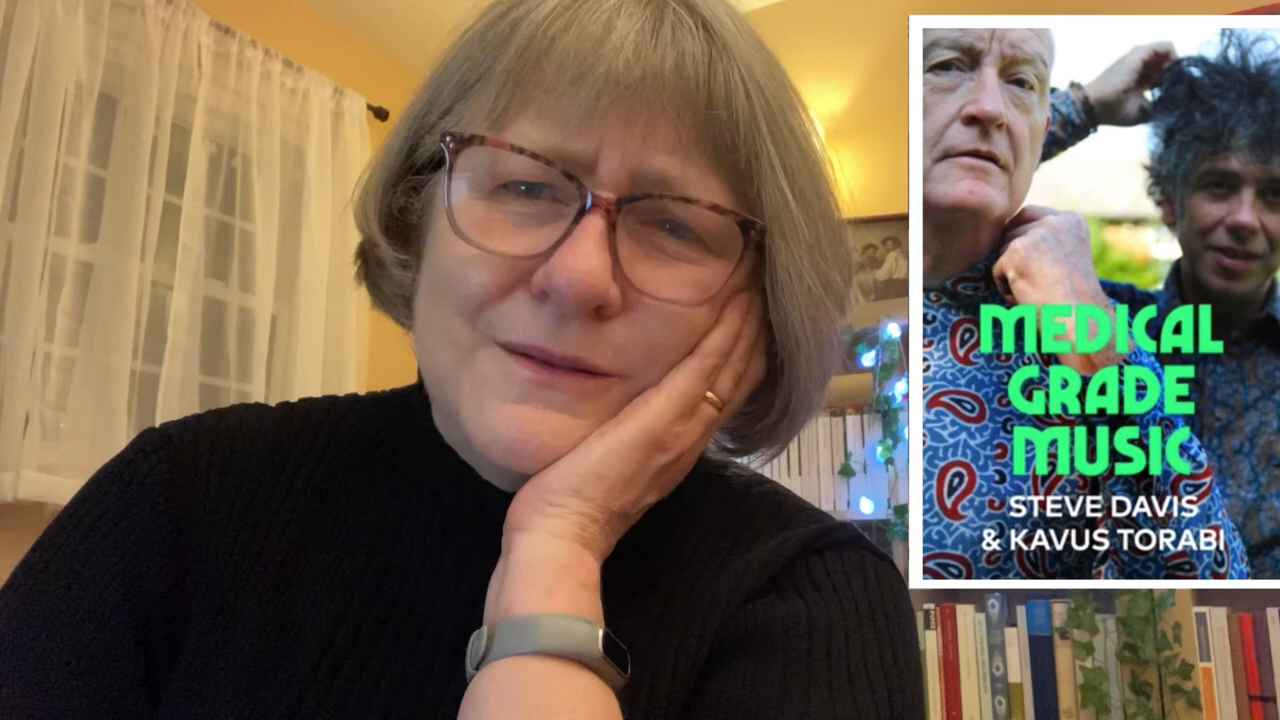 MEDICAL
GRADE
MUSIC
STEVE DAVIS
& KAVUS TORABI